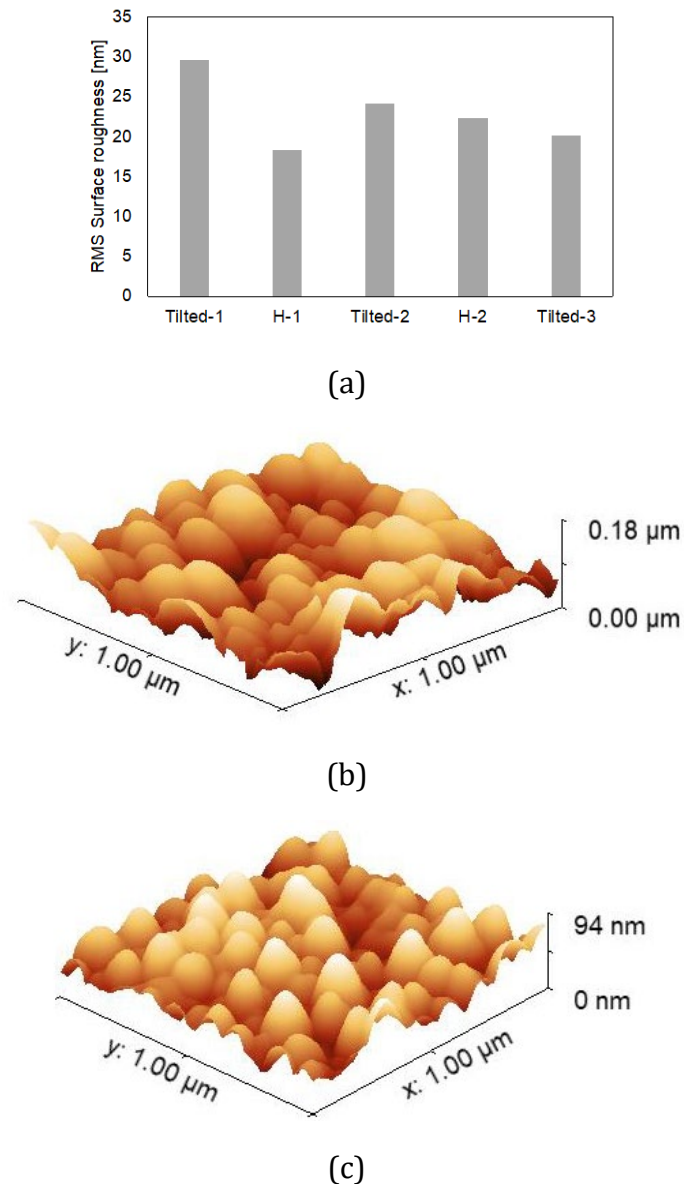 35
30
25
20
15
10
5
0
RMS Surface roughness [nm]
Tilted-1 H-1 Tilted-2 H-2 Tilted-3
(a)
0.18 µm
0.00 µm
y: 1.00 µm
x: 1.00 µm
(b)
94 nm
0 nm
y: 1.00 µm
x: 1.00 µm
(c)